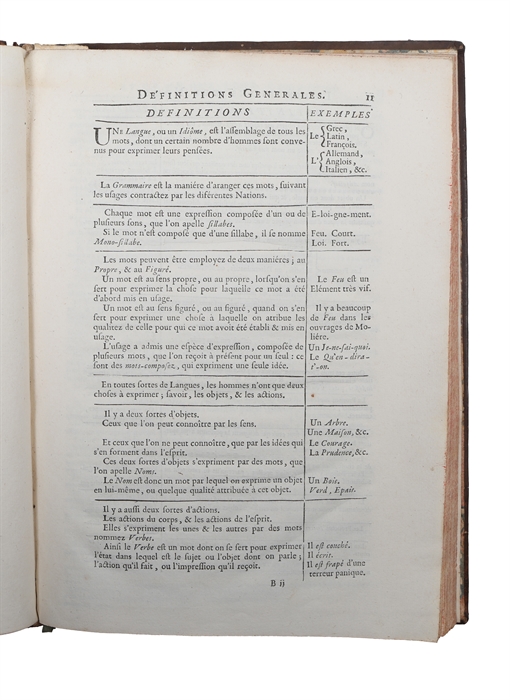 DÉFINITIONS GENERALES. 11
DEFINITIONS
EXEMPLES
UNE Langue, ou un Idiôme, est l'assemblage de tous les
mots, dont un certain nombre d'hommes sont conve-
nus pour exprimer leurs pensées.
Le { Grec,
Latin,
François.
L' { Allemand,
Anglois,
Italien, &c.
La Grammaire est la maniére d'aranger ces mots, suivant
les usages contractez par les diférentes Nations.
Chaque mot est une expression composée d'un ou de
plusieurs sons, que l'on apelle sillabes.
Si le mot n'est composé que d'une sillabe, il se nomme
Mono-sillabe.
E-loi-gne-ment.
Feu. Court.
Loi. Fort.
Les mots peuvent être employez de deux maniéres ; au
Propre, & au Figuré.
Un mot est au sens propre, ou au propre, lorsqu'on s'en
sert pour exprimer la chose pour laquelle ce mot a été
d'abord mis en usage.
Un mot est au sens figuré, ou au figuré, quand on s'en
sert pour exprimer une chose à laquelle on atribue les
qualitez de celle pour qui ce mot avoit été établi & mis en
usage.
L'usage a admis une espéce d'expression, composée de
plusieurs mots, que l'on reçoit à présent pour un seul : ce
sont des mots-composez, qui expriment une seule idée.
Le Feu est un
Elément très vif.
Il y a beaucoup
de Feu dans les
ouvrages de Mo-
liére.
Un Je-ne-sai-quoi.
Le Qu'en-dira-
t'-on.
En toutes sortes de Langues, les hommes n'ont que deux
choses à exprimer ; savoir, les objets, & les actions.
Il y a deux sortes d'objets.
Ceux que l'on peut connoître par les sens.
Et ceux que l'on ne peut connoître, que par les idées qui
s'en forment dans l'esprit.
Ces deux sortes d'objets s'expriment par des mots, que
l'on apelle Noms.
Le Nom est donc un mot par lequel on exprime un objet
en lui-même, ou quelque qualité attribuée à cet objet.
Un Arbre.
Une Maison, &c.
Le Courage.
La Prudence, &c.
Un Bois.
Verd, Epais.
Il y a aussi deux sortes d'actions.
Les actions du corps, & les actions de l'esprit.
Elles s'expriment les unes & les autres par des mots
nommez Verbes.
Ainsi le Verbe est un mot dont on se sert pour exprimer
l'état dans lequel est le sujet ou l'objet dont on parle ;
l'action qu'il fait, ou l'impression qu'il reçoit.
Il est couché.
Il écrit.
Il est frapé d'une
terreur panique.
B ij